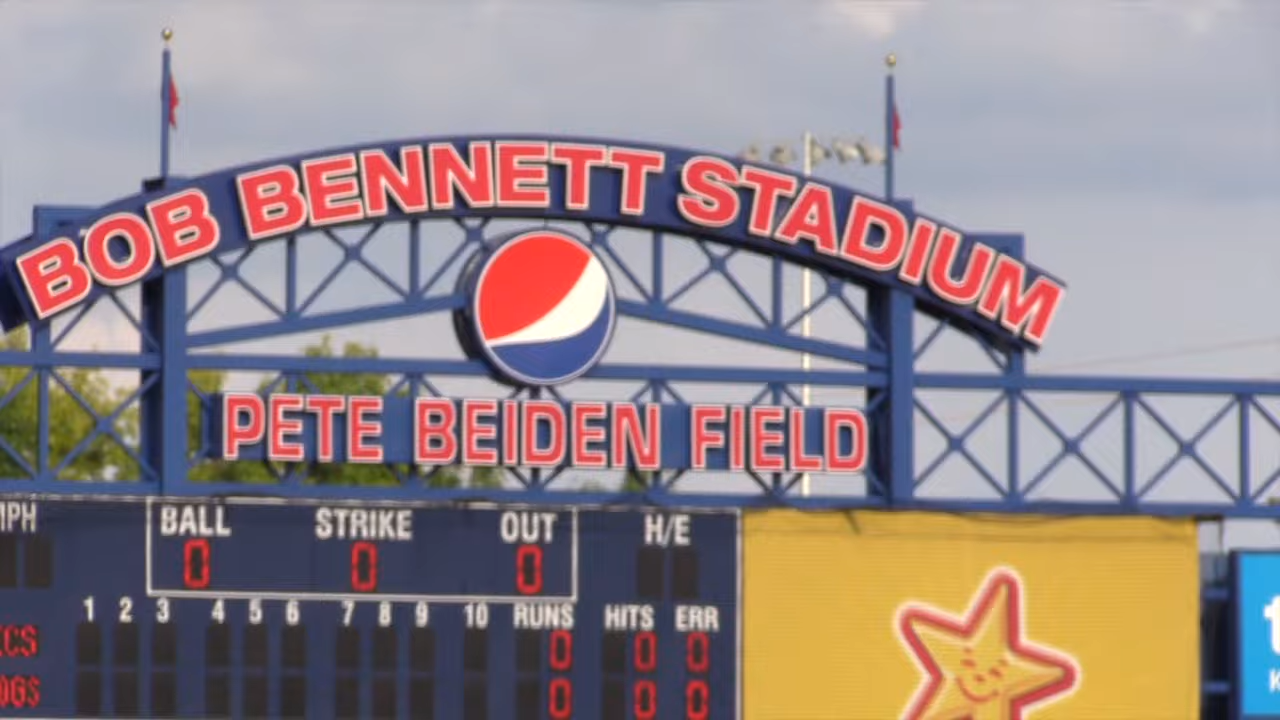 BOB BENNETT STADIUM
PETE BEIDEN FIELD
MPH BALL STRIKE OUT H/E
0 0 0
1 2 3 4 5 6 7 8 9 10 RUNS HITS ERR
0 0 0
0 0 0